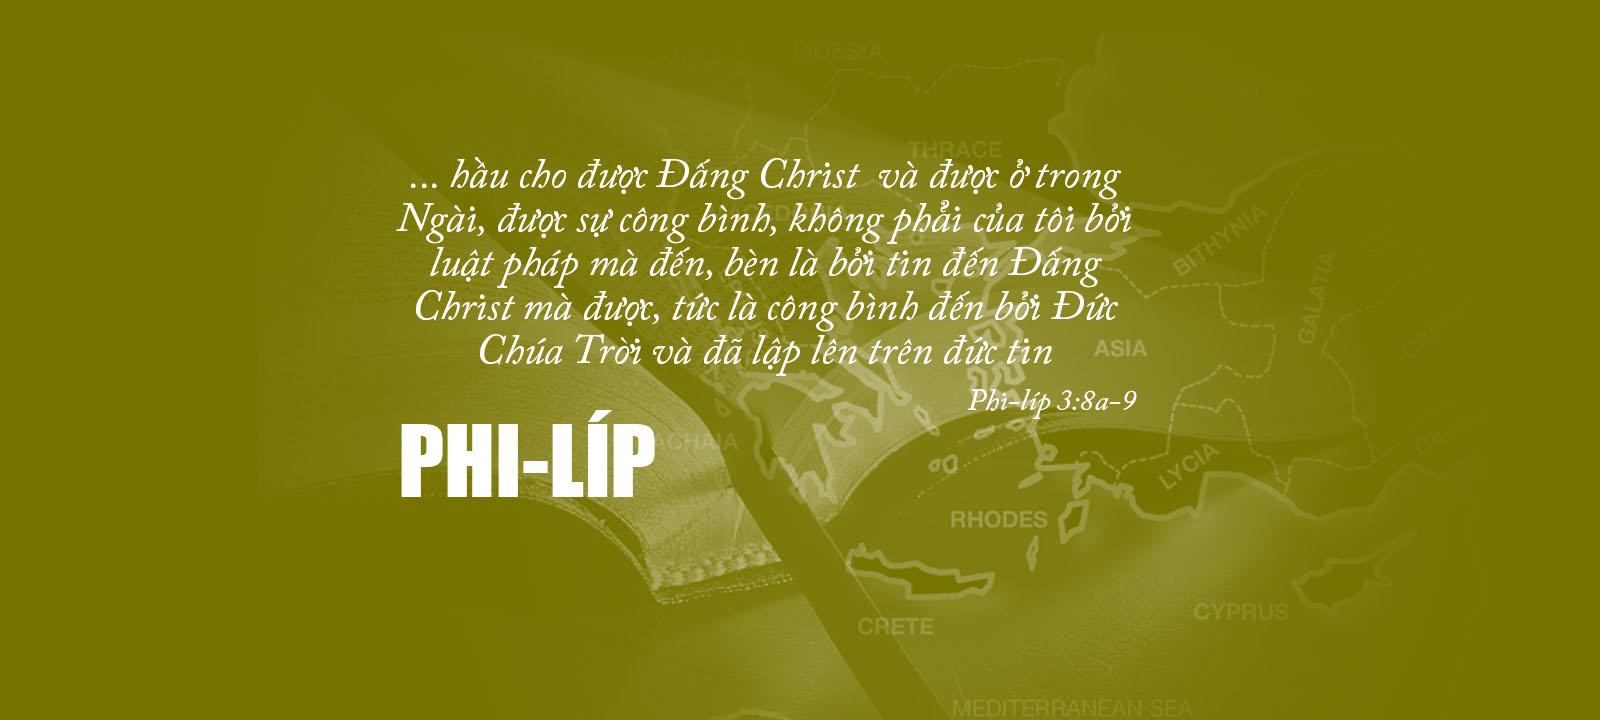 MOESIA
THRACE
... hầu cho được Đấng Christ và được ở trong
Ngài, được sự công bình, không phải của tôi bởi
luật pháp mà đến, bèn là bởi tin đến Đấng
Christ mà được, tức là công bình đến bởi Đức
Chúa Trời và đã lập lên trên đức tin
Phi-líp 3:8a-9
PHI-LÍP
BITHYNIA
GALATIA
ASIA
ACHAIA
LYCIA
CILICIA
RHODES
CRETE
CYPRUS
MEDITERRANEAN SEA